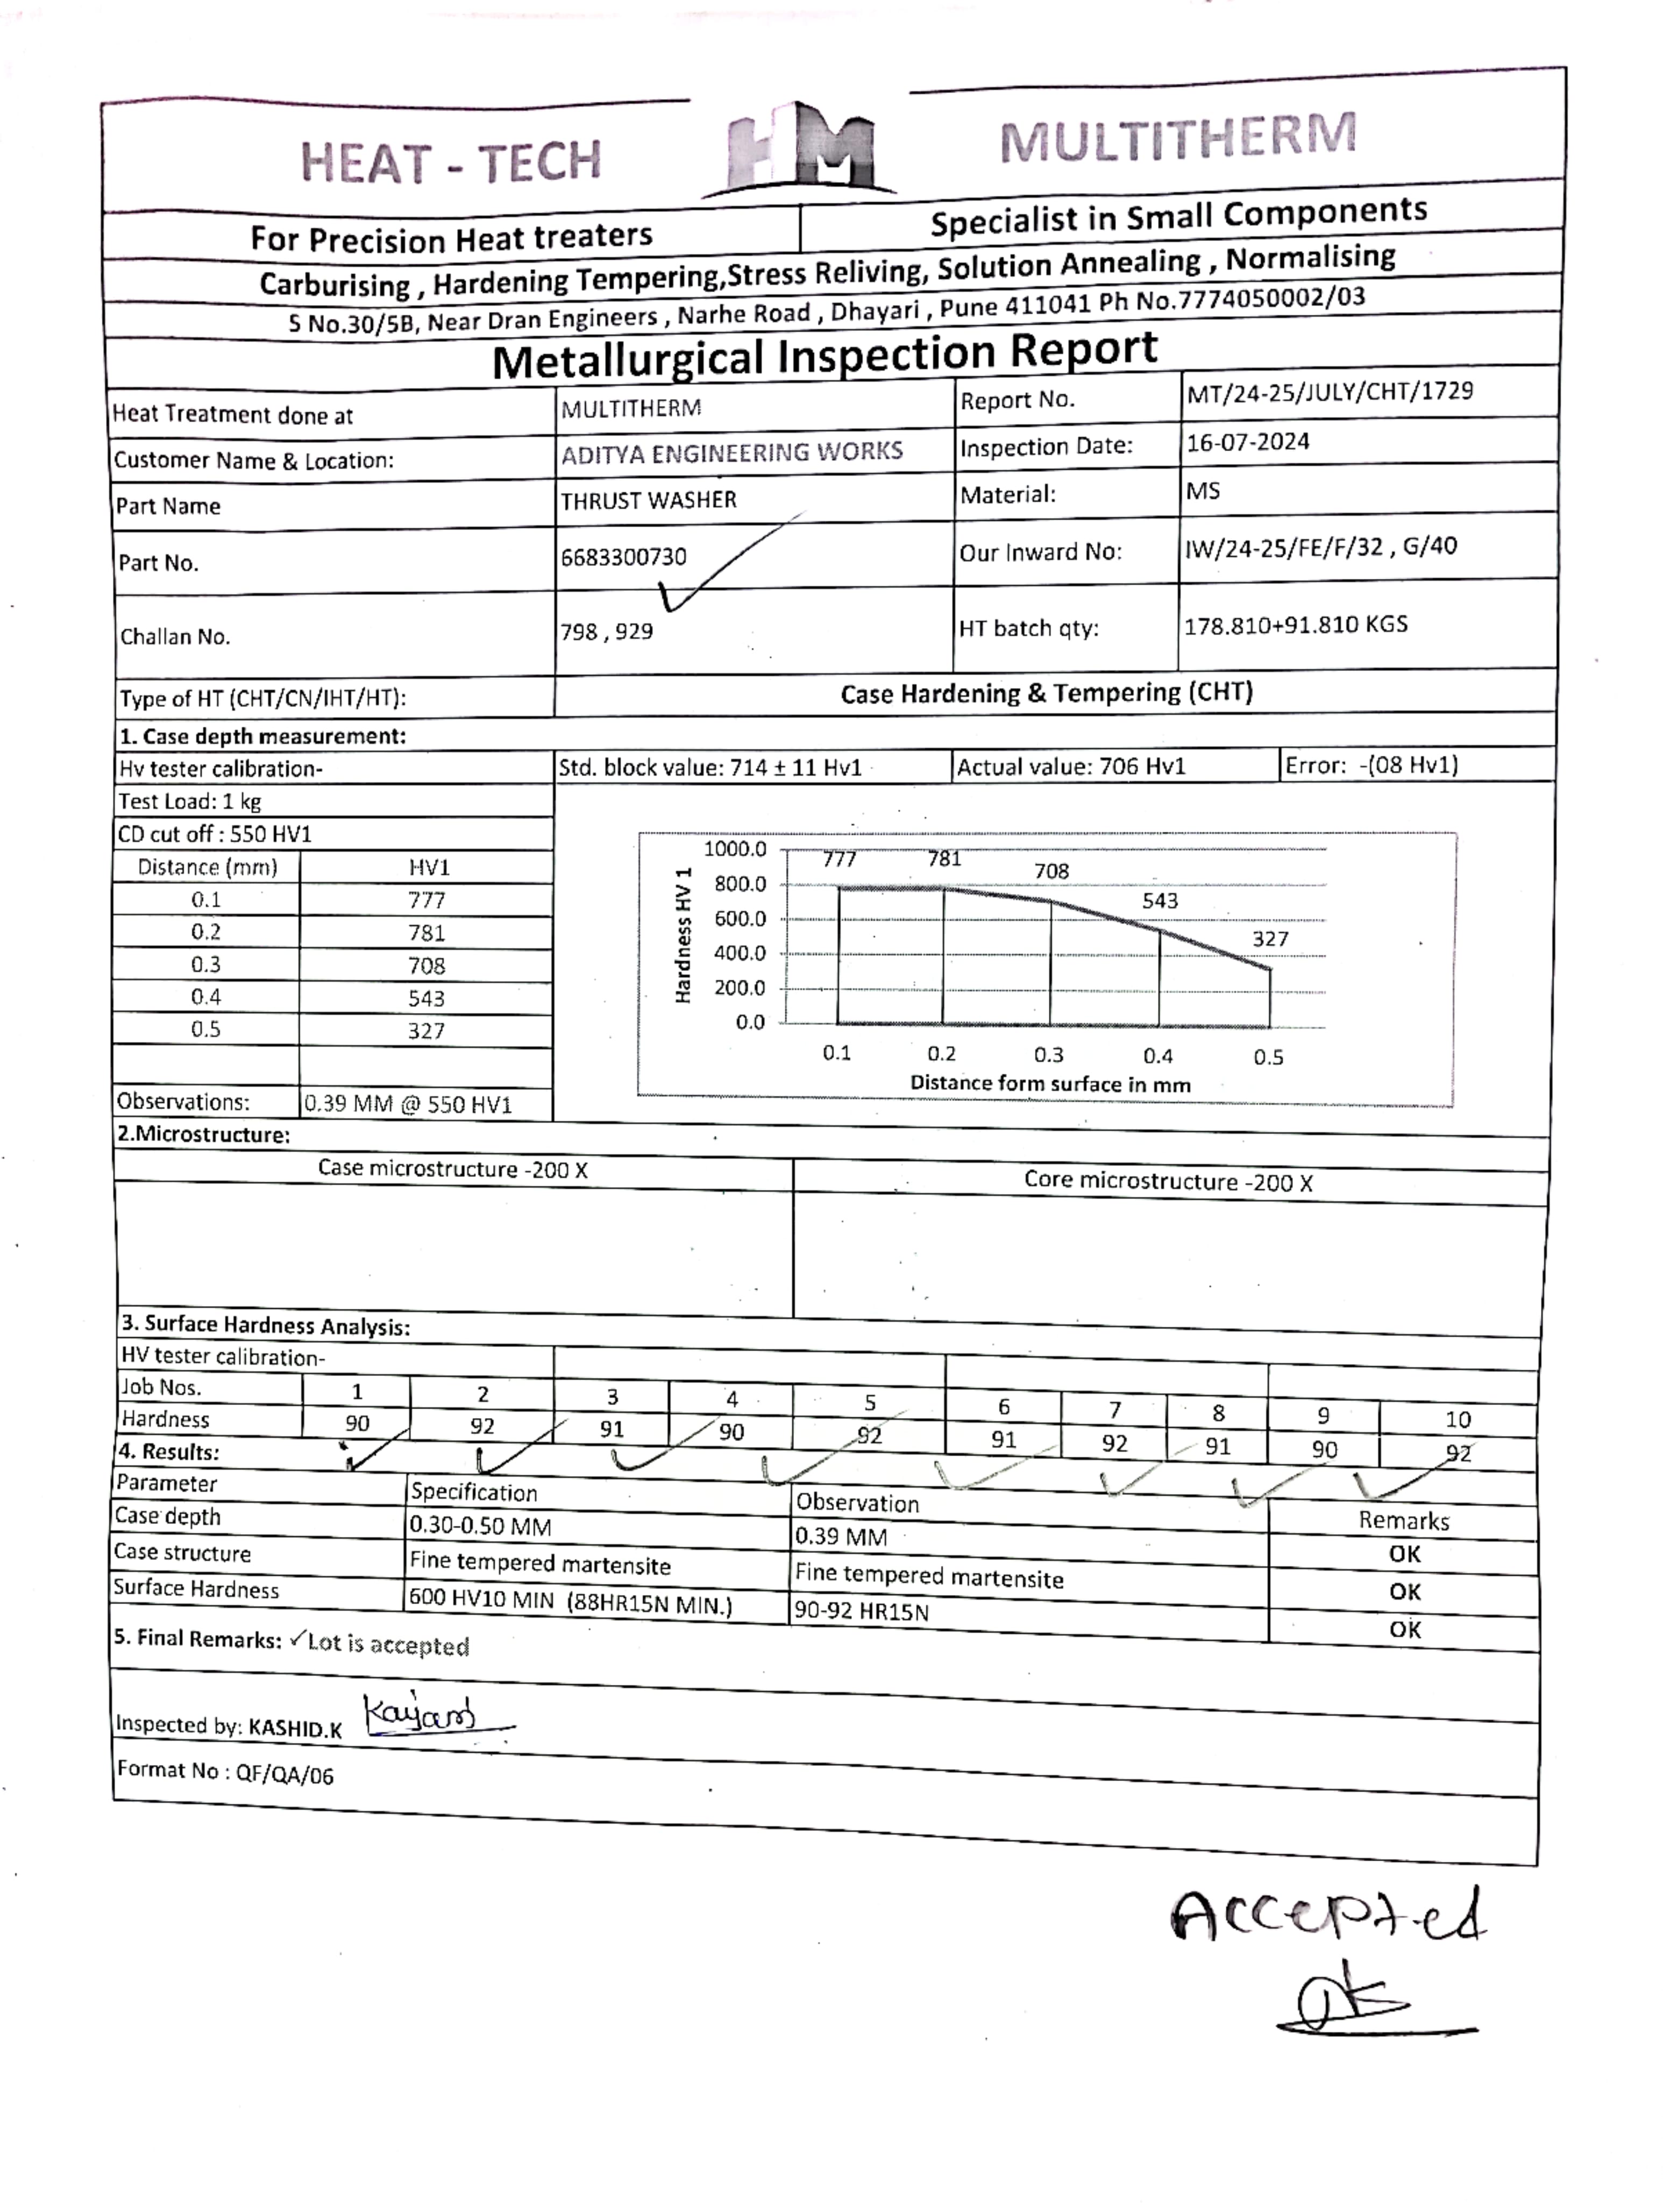 HEAT - TECH HM MULTITHERM
For Precision Heat treaters Specialist in Small Components
Carburising , Hardening Tempering,Stress Reliving, Solution Annealing , Normalising
S No.30/5B, Near Dran Engineers , Narhe Road , Dhayari , Pune 411041 Ph No.7774050002/03
Metallurgical Inspection Report
Heat Treatment done at MULTITHERM Report No. MT/24-25/JULY/CHT/1729
Customer Name & Location: ADITYA ENGINEERING WORKS Inspection Date: 16-07-2024
Part Name THRUST WASHER Material: MS
Part No. 6683300730 Our Inward No: IW/24-25/FE/F/32 , G/40
Challan No. 798 , 929 HT batch qty: 178.810+91.810 KGS
Type of HT (CHT/CN/IHT/HT): Case Hardening & Tempering (CHT)
1. Case depth measurement:
Hv tester calibration- Std. block value: 714 ± 11 Hv1 Actual value: 706 Hv1 Error: -(08 Hv1)
Test Load: 1 kg
CD cut off : 550 HV1
Distance (mm) HV1
0.1 777
0.2 781
0.3 708
0.4 543
0.5 327
Observations: 0.39 MM @ 550 HV1
Hardness HV 1
1000.0
800.0
600.0
400.0
200.0
0.0
777 781 708 543 327
0.1 0.2 0.3 0.4 0.5
Distance form surface in mm
2.Microstructure:
Case microstructure -200 X Core microstructure -200 X
3. Surface Hardness Analysis:
HV tester calibration-
Job Nos. 1 2 3 4 5 6 7 8 9 10
Hardness 90 92 91 90 92 91 92 91 90 92
4. Results:
Parameter Specification Observation Remarks
Case depth 0.30-0.50 MM 0.39 MM OK
Case structure Fine tempered martensite Fine tempered martensite OK
Surface Hardness 600 HV10 MIN (88HR15N MIN.) 90-92 HR15N OK
5. Final Remarks: ✓Lot is accepted
Inspected by: KASHID.K
Format No : QF/QA/06
Accepted